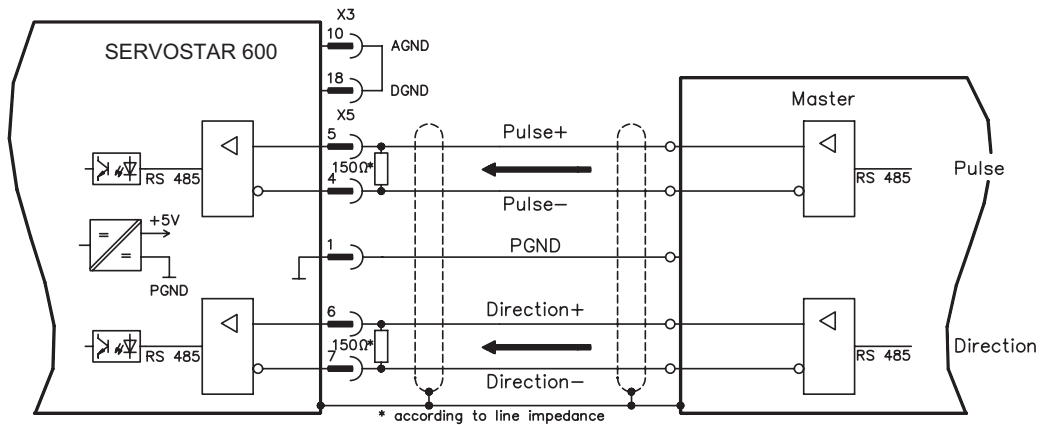 X3
SERVOSTAR 600
10
AGND
18
DGND
X5
Master
5
Pulse+
150Ω*
Pulse
RS 485
4
RS 485
Pulse–
+5V
=
=
1
PGND
PGND
6
Direction+
150Ω*
Direction
RS 485
7
RS 485
Direction–
* according to line impedance